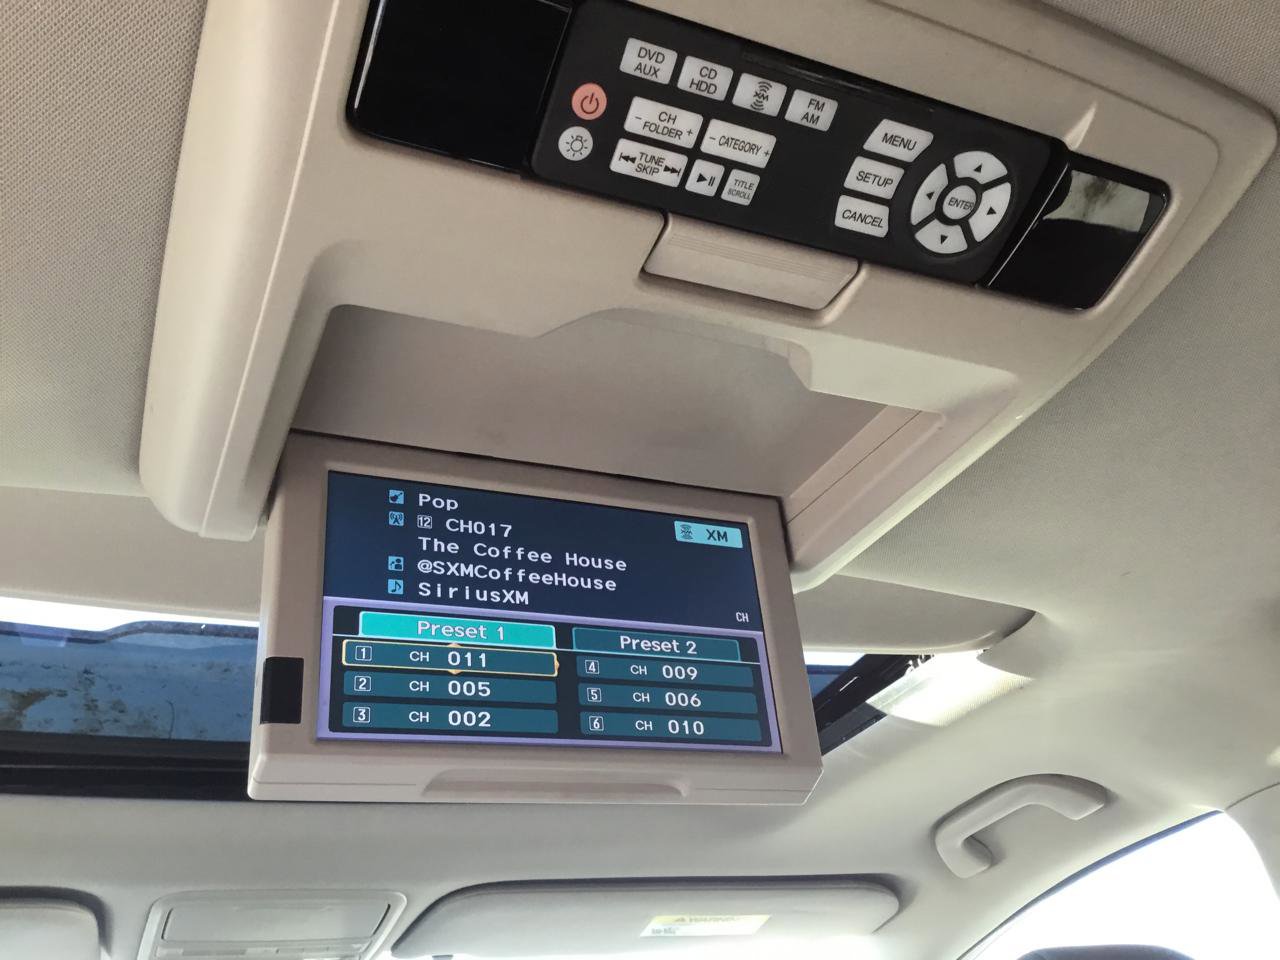 DVD
AUX
CD
HDD
XM
FM
AM
- CH
FOLDER +
- CATEGORY +
TUNE
SKIP
TITLE
SCROLL
MENU
SETUP
CANCEL
ENTER
Pop
12 CH017
XM
The Coffee House
@SXMCoffeeHouse
SiriusXM
CH
Preset 1
Preset 2
1 CH 011
2 CH 005
3 CH 002
4 CH 009
5 CH 006
6 CH 010
WARNING